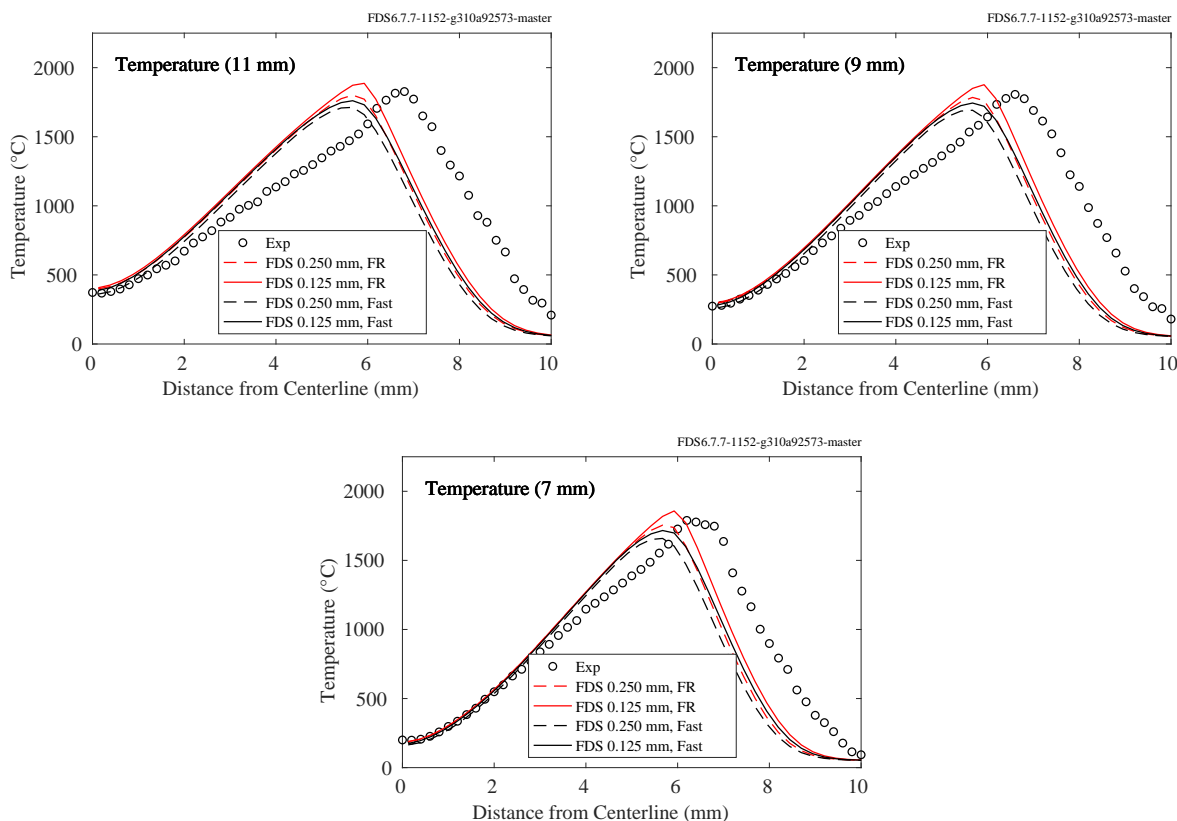 FDS6.7.7-1152-g310a92573-master
Temperature (11 mm)
2000
1500
1000
500
0
Temperature (°C)
Exp
FDS 0.250 mm, FR
FDS 0.125 mm, FR
FDS 0.250 mm, Fast
FDS 0.125 mm, Fast
0 2 4 6 8 10
Distance from Centerline (mm)
FDS6.7.7-1152-g310a92573-master
Temperature (9 mm)
2000
1500
1000
500
0
Temperature (°C)
Exp
FDS 0.250 mm, FR
FDS 0.125 mm, FR
FDS 0.250 mm, Fast
FDS 0.125 mm, Fast
0 2 4 6 8 10
Distance from Centerline (mm)
FDS6.7.7-1152-g310a92573-master
Temperature (7 mm)
2000
1500
1000
500
0
Temperature (°C)
Exp
FDS 0.250 mm, FR
FDS 0.125 mm, FR
FDS 0.250 mm, Fast
FDS 0.125 mm, Fast
0 2 4 6 8 10
Distance from Centerline (mm)